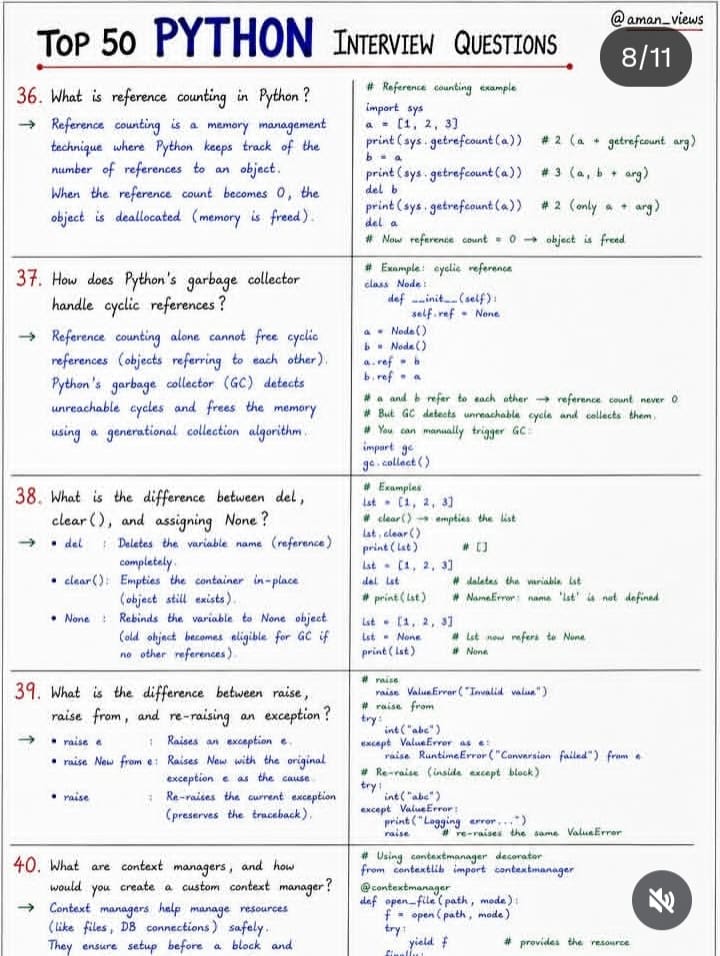 @aman_views
TOP 50 PYTHON INTERVIEW QUESTIONS
8/11
36. What is reference counting in Python?
→ Reference counting is a memory management
technique where Python keeps track of the
number of references to an object.
When the reference count becomes 0, the
object is deallocated (memory is freed).
# Reference counting example
import sys
a = [1, 2, 3]
print(sys.getrefcount(a)) # 2 (a + getrefcount arg)
b = a
print(sys.getrefcount(a)) # 3 (a, b + arg)
del b
print(sys.getrefcount(a)) # 2 (only a + arg)
del a
# Now reference count = 0 → object is freed
37. How does Python's garbage collector
handle cyclic references?
→ Reference counting alone cannot free cyclic
references (objects referring to each other).
Python's garbage collector (GC) detects
unreachable cycles and frees the memory
using a generational collection algorithm.
# Example: cyclic reference
class Node:
def __init__(self):
self.ref = None
a = Node()
b = Node()
a.ref = b
b.ref = a
# a and b refer to each other → reference count never 0
# But GC detects unreachable cycle and collects them.
# You can manually trigger GC:
import gc
gc.collect()
38. What is the difference between del,
clear(), and assigning None?
→ • del : Deletes the variable name (reference)
completely.
• clear(): Empties the container in-place
(object still exists).
• None : Rebinds the variable to None object
(old object becomes eligible for GC if
no other references).
# Examples
lst = [1, 2, 3]
# clear() → empties the list
lst.clear()
print(lst) # []
lst = [1, 2, 3]
del lst # deletes the variable lst
# print(lst) # NameError: name 'lst' is not defined
lst = [1, 2, 3]
lst = None # lst now refers to None
print(lst) # None
39. What is the difference between raise,
raise from, and re-raising an exception?
→ • raise e : Raises an exception e.
• raise New from e: Raises New with the original
exception e as the cause.
• raise : Re-raises the current exception
(preserves the traceback).
# raise
raise ValueError("Invalid value")
# raise from
try:
int("abc")
except ValueError as e:
raise RuntimeError("Conversion failed") from e
# Re-raise (inside except block)
try:
int("abc")
except ValueError:
print("Logging error...")
raise # re-raises the same ValueError
40. What are context managers, and how
would you create a custom context manager?
→ Context managers help manage resources
(like files, DB connections) safely.
They ensure setup before a block and
# Using contextmanager decorator
from contextlib import contextmanager
@contextmanager
def open_file(path, mode):
f = open(path, mode)
try:
yield f # provides the resource
finally: